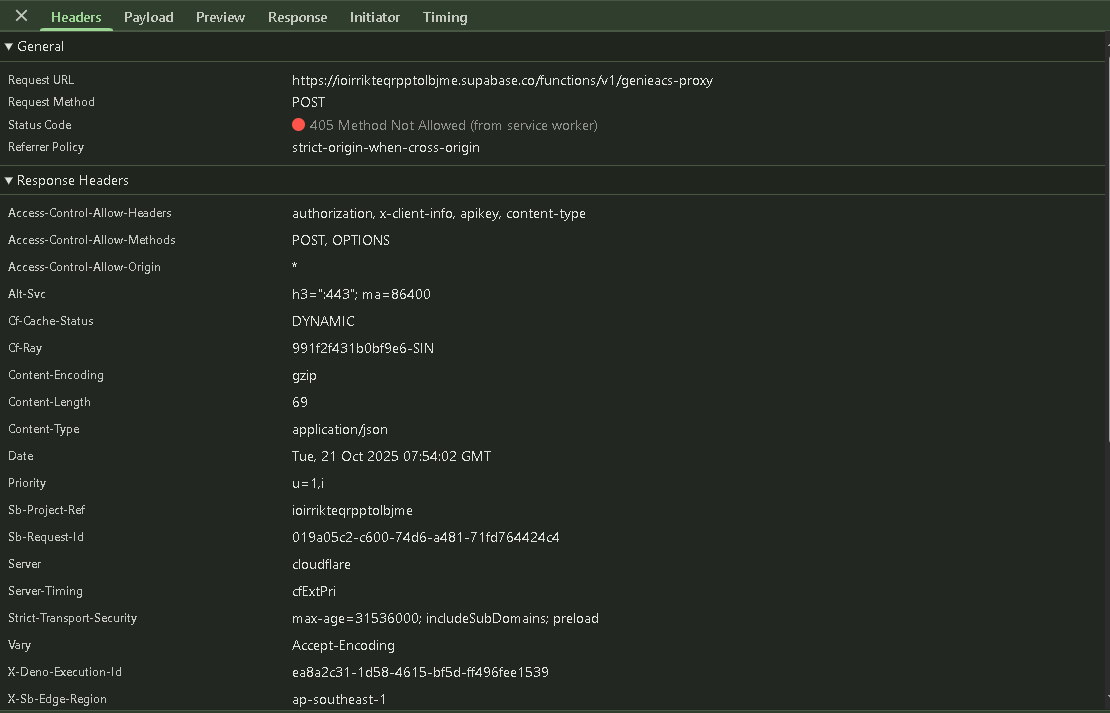 ✕ Headers Payload Preview Response Initiator Timing
▼ General
Request URL https://ioirrikteqrpptolbjme.supabase.co/functions/v1/genieacs-proxy
Request Method POST
Status Code 405 Method Not Allowed (from service worker)
Referrer Policy strict-origin-when-cross-origin
▼ Response Headers
Access-Control-Allow-Headers authorization, x-client-info, apikey, content-type
Access-Control-Allow-Methods POST, OPTIONS
Access-Control-Allow-Origin *
Alt-Svc h3=":443"; ma=86400
Cf-Cache-Status DYNAMIC
Cf-Ray 991f2f431b0bf9e6-SIN
Content-Encoding gzip
Content-Length 69
Content-Type application/json
Date Tue, 21 Oct 2025 07:54:02 GMT
Priority u=1,i
Sb-Project-Ref ioirrikteqrpptolbjme
Sb-Request-Id 019a05c2-c600-74d6-a481-71fd764424c4
Server cloudflare
Server-Timing cfExtPri
Strict-Transport-Security max-age=31536000; includeSubDomains; preload
Vary Accept-Encoding
X-Deno-Execution-Id ea8a2c31-1d58-4615-bf5d-ff496fee1539
X-Sb-Edge-Region ap-southeast-1